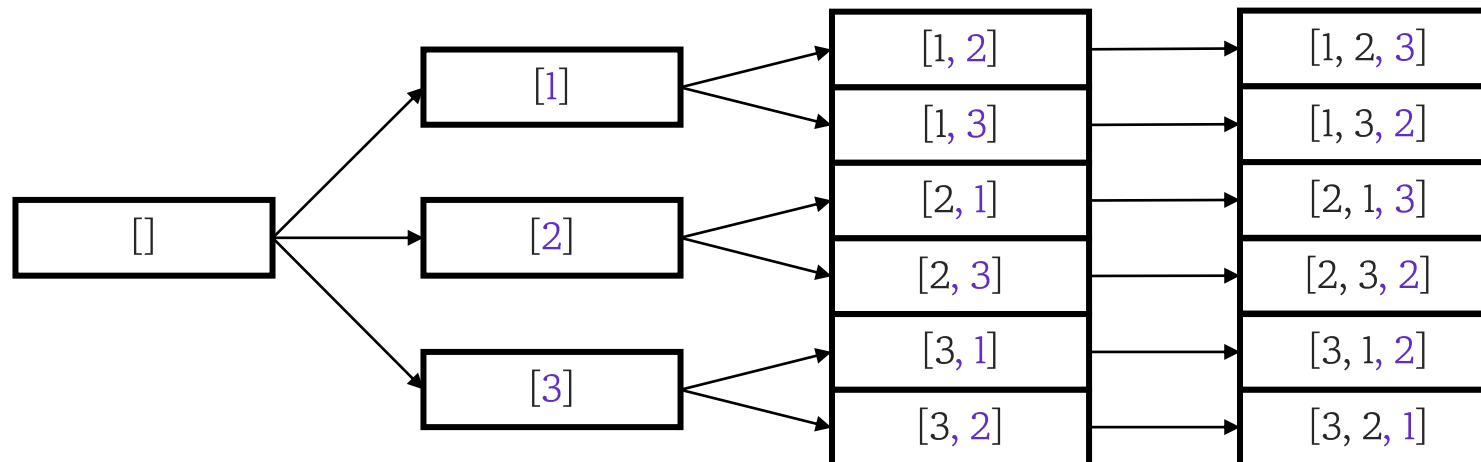 []
[1]
[2]
[3]
[1, 2]
[1, 3]
[2, 1]
[2, 3]
[3, 1]
[3, 2]
[1, 2, 3]
[1, 3, 2]
[2, 1, 3]
[2, 3, 2]
[3, 1, 2]
[3, 2, 1]